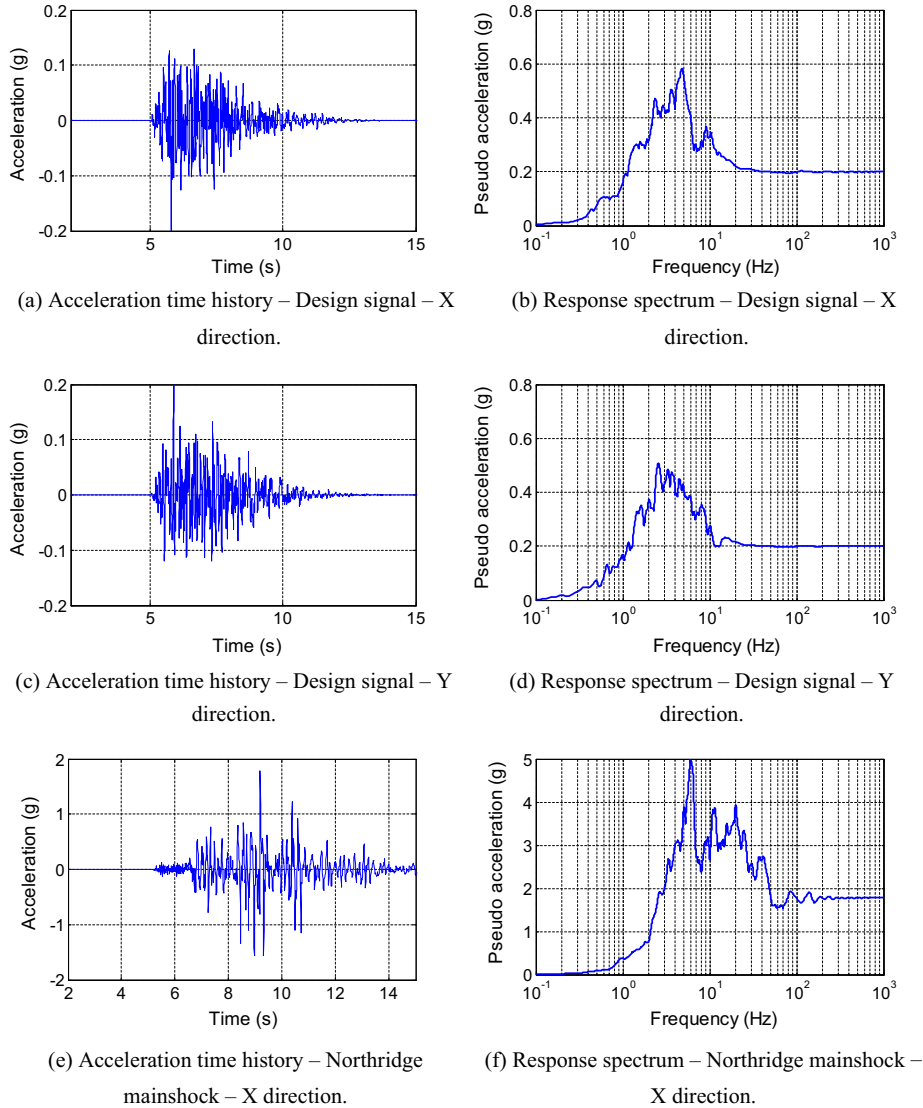 Acceleration (g)
0.2
0.1
0
-0.1
-0.2
5 10 15
Time (s)
Pseudo acceleration (g)
0.8
0.6
0.4
0.2
0
10^-1 10^0 10^1 10^2 10^3
Frequency (Hz)
(a) Acceleration time history – Design signal – X
direction.
(b) Response spectrum – Design signal – X
direction.
Acceleration (g)
0.2
0.1
0
-0.1
-0.2
5 10 15
Time (s)
Pseudo acceleration (g)
0.8
0.6
0.4
0.2
0
10^-1 10^0 10^1 10^2 10^3
Frequency (Hz)
(c) Acceleration time history – Design signal – Y
direction.
(d) Response spectrum – Design signal – Y
direction.
Acceleration (g)
2
1
0
-1
-2
2 4 6 8 10 12 14
Time (s)
Pseudo acceleration (g)
5
4
3
2
1
0
10^-1 10^0 10^1 10^2 10^3
Frequency (Hz)
(e) Acceleration time history – Northridge
mainshock – X direction.
(f) Response spectrum – Northridge mainshock –
X direction.